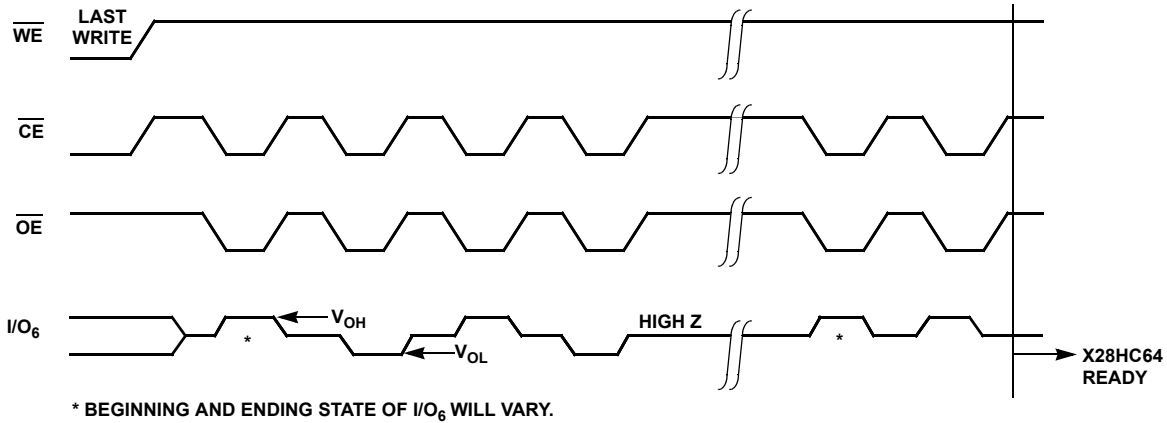 LAST
WRITE
WE
CE
OE
I/O6
VOH
*
VOL
HIGH Z
*
X28HC64
READY
* BEGINNING AND ENDING STATE OF I/O6 WILL VARY.